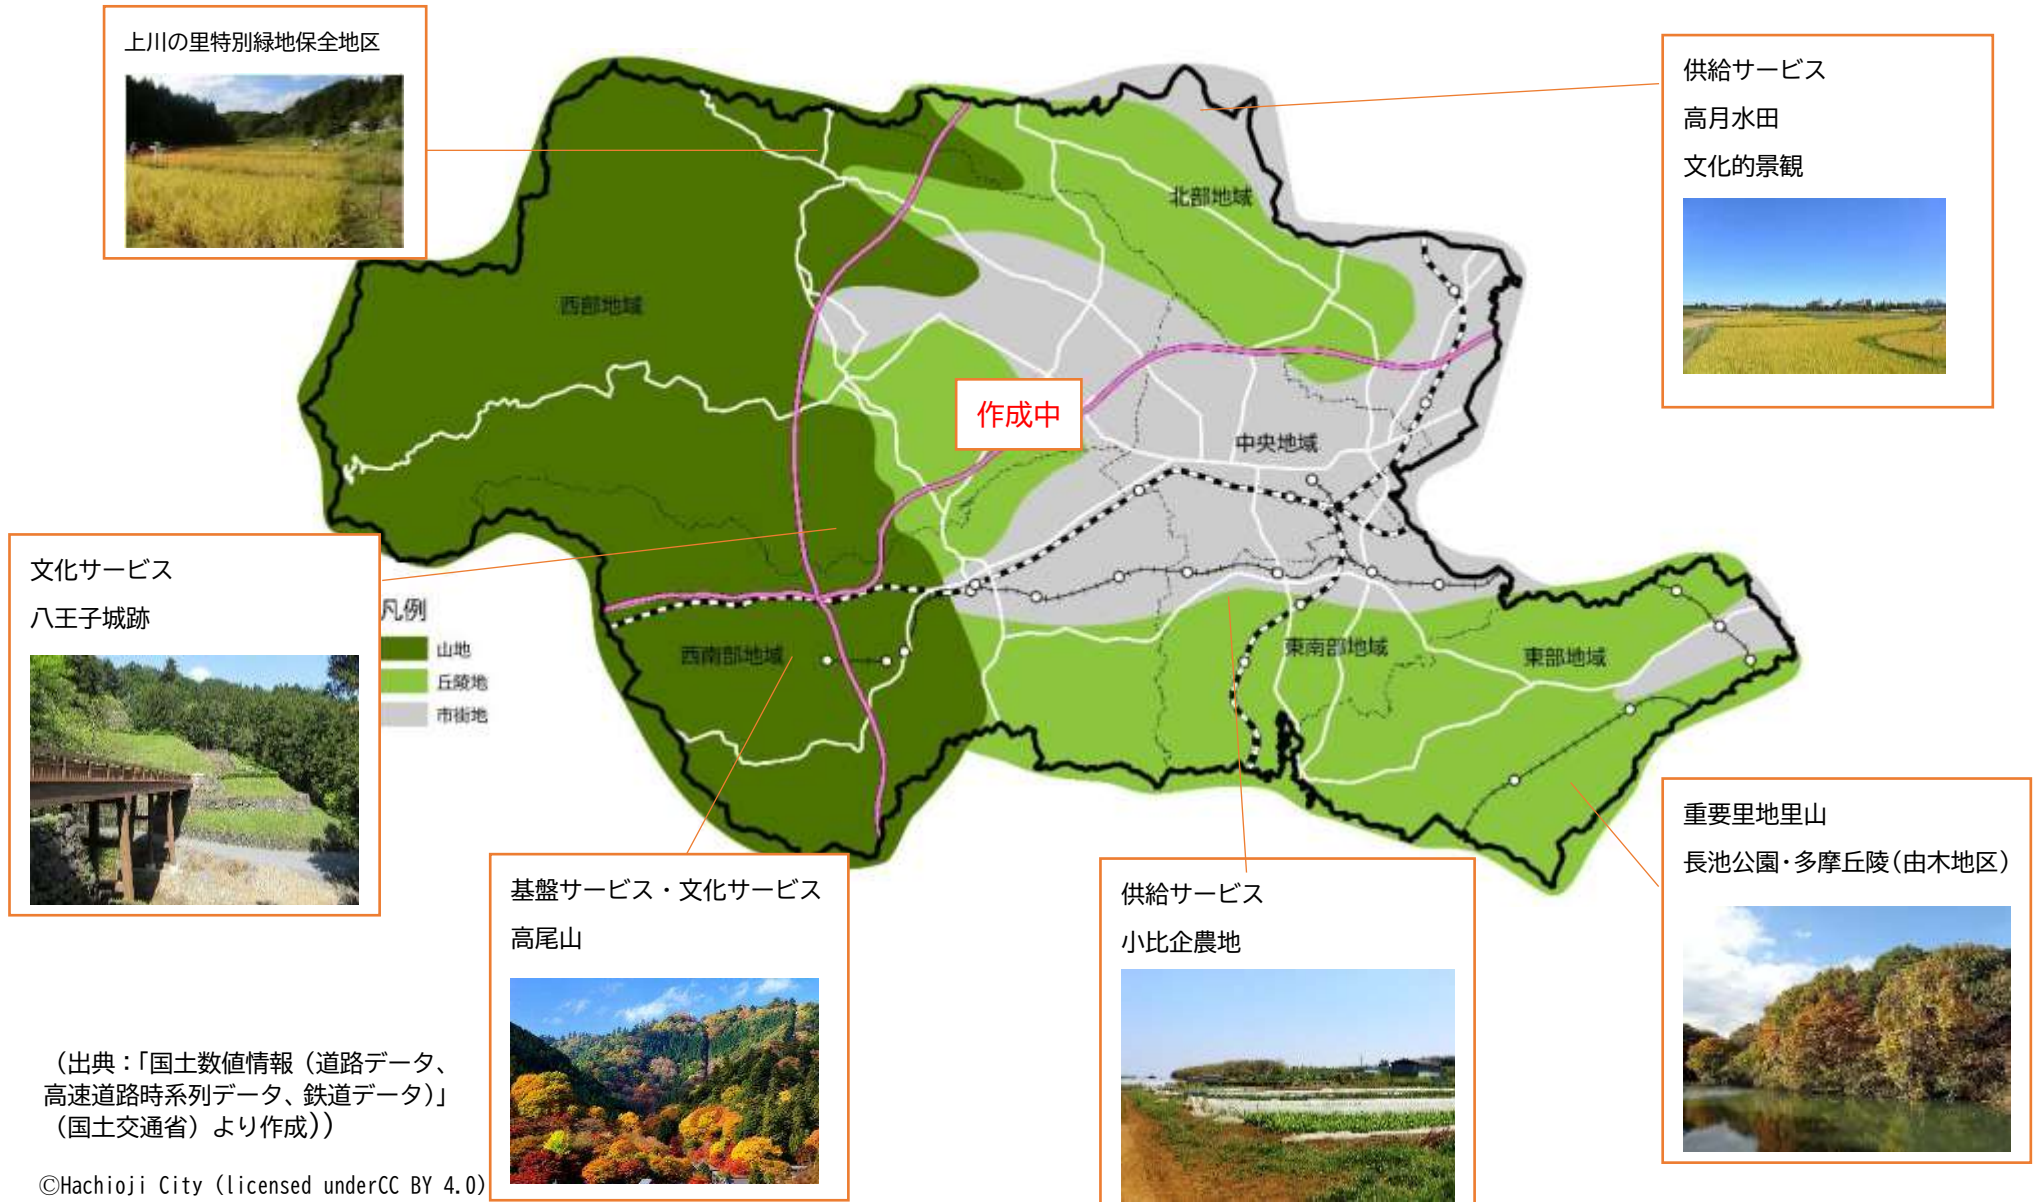 上川の里特別緑地保全地区
供給サービス
高月水田
文化的景観
北部地域
西部地域
作成中
中央地域
文化サービス
八王子城跡
凡例
山地
丘陵地
市街地
西南部地域
東南部地域
東部地域
基盤サービス・文化サービス
高尾山
供給サービス
小比企農地
重要里地里山
長池公園・多摩丘陵(由木地区)
(出典：「国土数値情報（道路データ、
高速道路時系列データ、鉄道データ)」
（国土交通省）より作成))
©Hachioji City (licensed underCC BY 4.0)